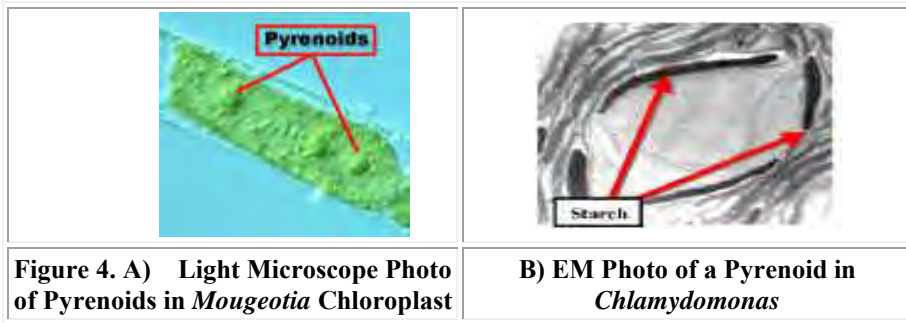 Pyrenoids
Starch
Figure 4. A) Light Microscope Photo
of Pyrenoids in Mougeotia Chloroplast
B) EM Photo of a Pyrenoid in
Chlamydomonas